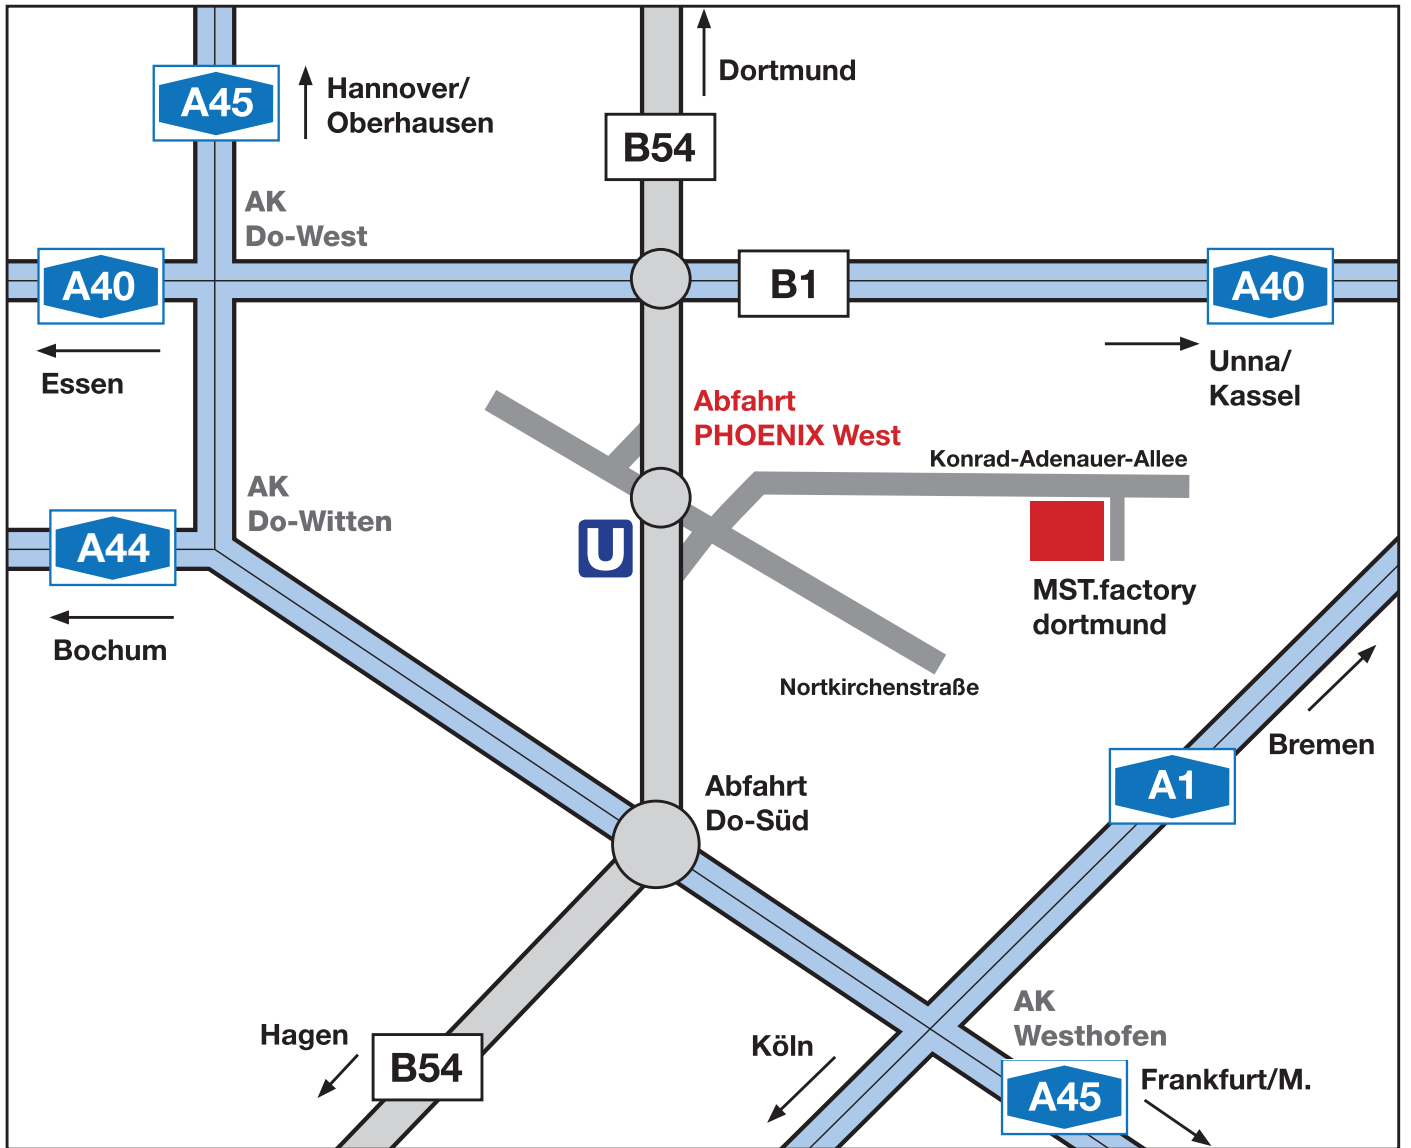 Dortmund
A45
Hannover/
Oberhausen
B54
AK
Do-West
A40
B1
A40
Essen
Unna/
Kassel
Abfahrt
PHOENIX West
Konrad-Adenauer-Allee
AK
Do-Witten
A44
U
MST.factory
dortmund
Bochum
Nortkirchenstraße
Bremen
A1
Abfahrt
Do-Süd
AK
Westhofen
Hagen
Köln
B54
A45
Frankfurt/M.